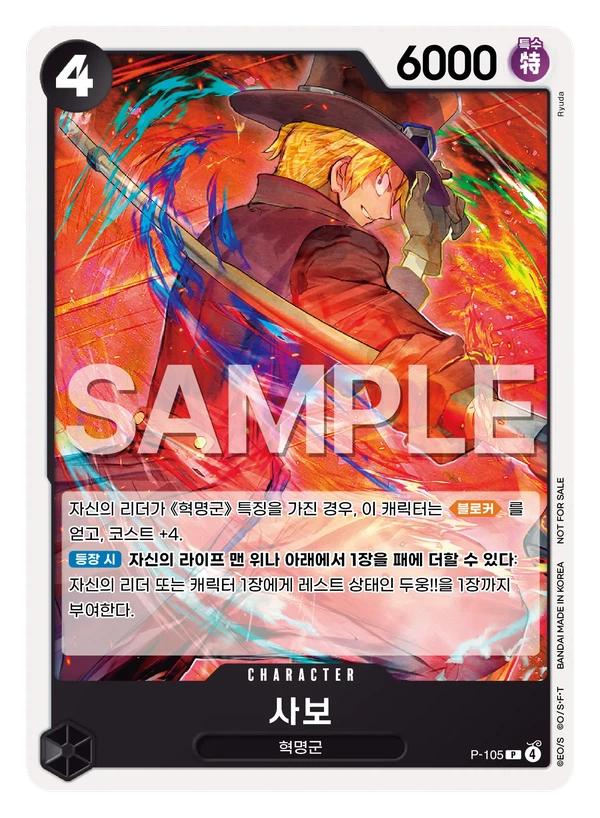 4
6000
특수
特
Ryuda
SAMPLE
자신의 리더가 《혁명군》 특징을 가진 경우, 이 캐릭터는 블로커 를
얻고, 코스트 +4.
등장 시 자신의 라이프 맨 위나 아래에서 1장을 패에 더할 수 있다:
자신의 리더 또는 캐릭터 1장에게 레스트 상태인 두웅!!을 1장까지
부여한다.
CHARACTER
사보
혁명군
P-105 P 4
©EO/S ©O/S·F·T BANDAI MADE IN KOREA NOT FOR SALE